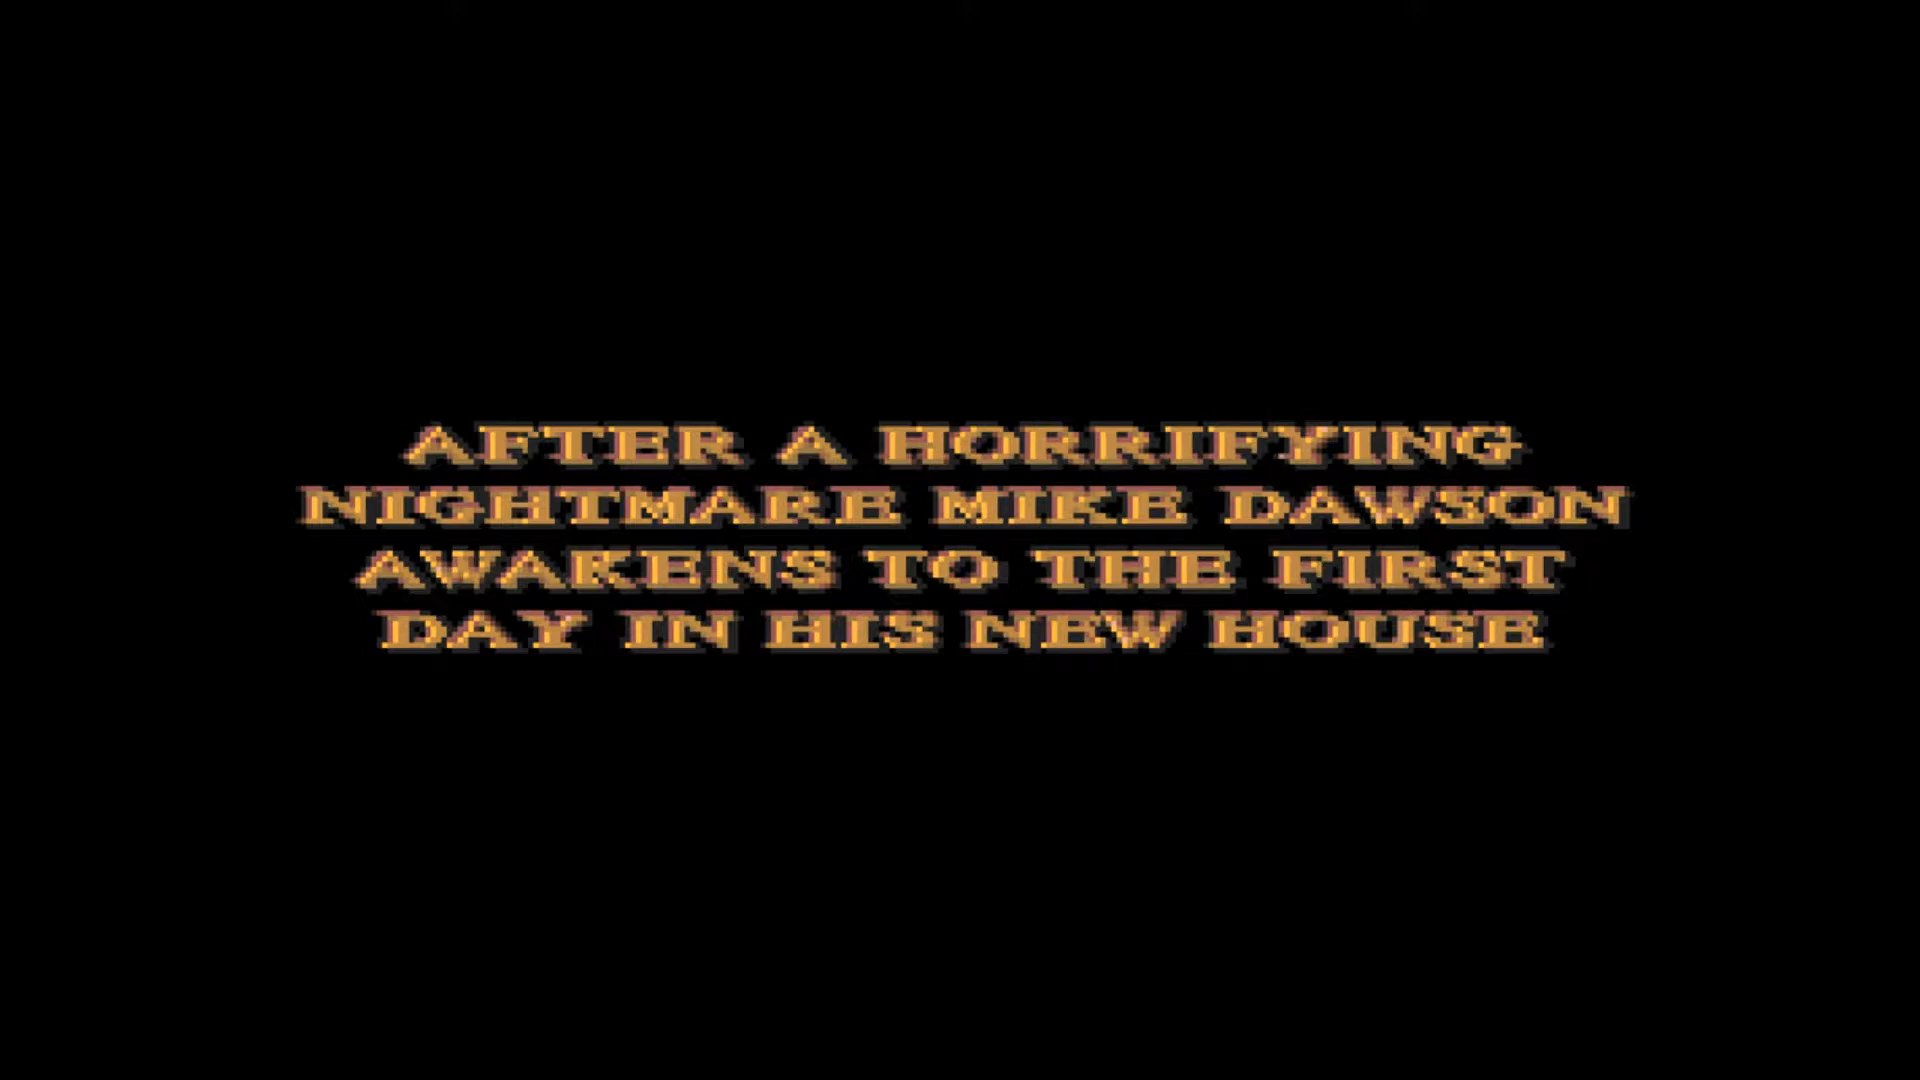 AFTER A HORRIFYING
NIGHTMARE MIKE DAWSON
AWAKENS TO THE FIRST
DAY IN HIS NEW HOUSE